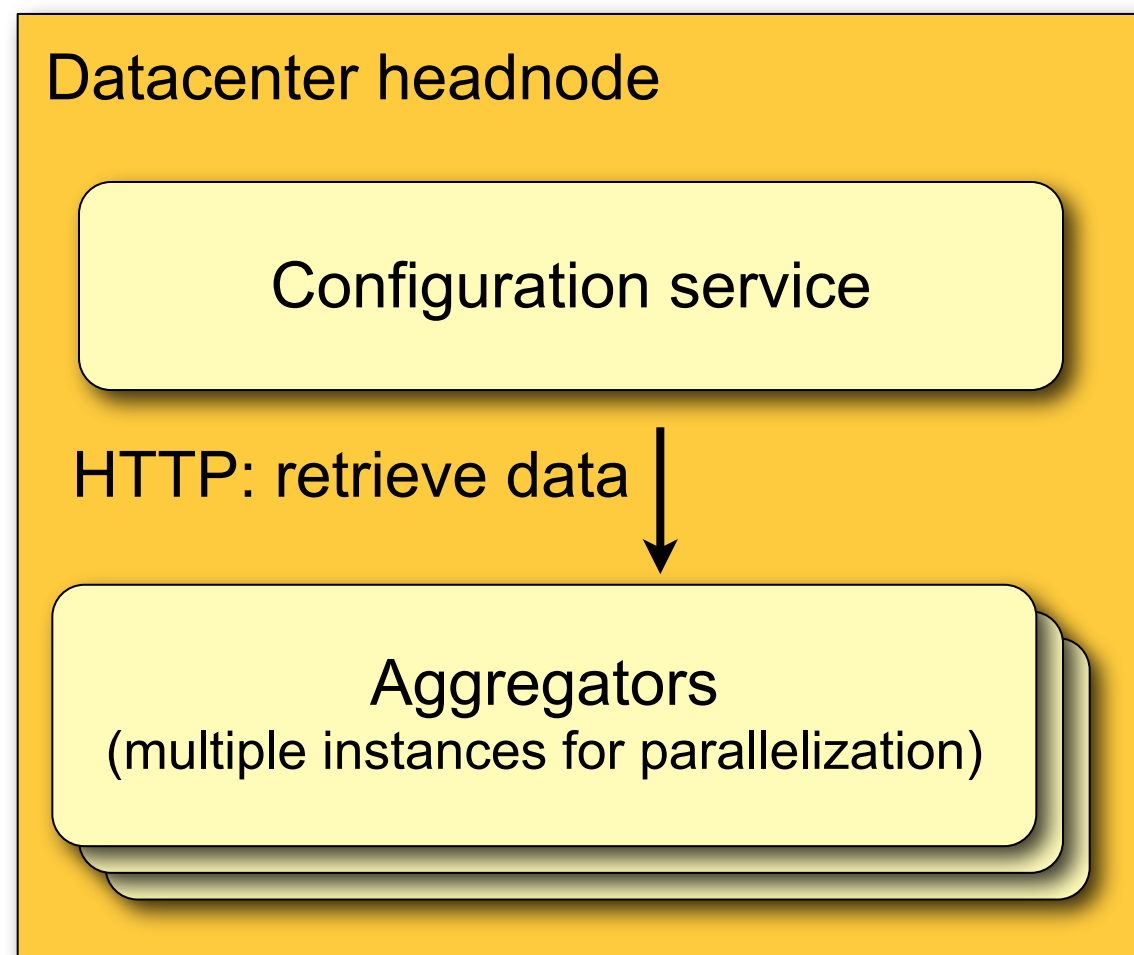 Datacenter headnode
Configuration service
HTTP: retrieve data
Aggregators
(multiple instances for parallelization)